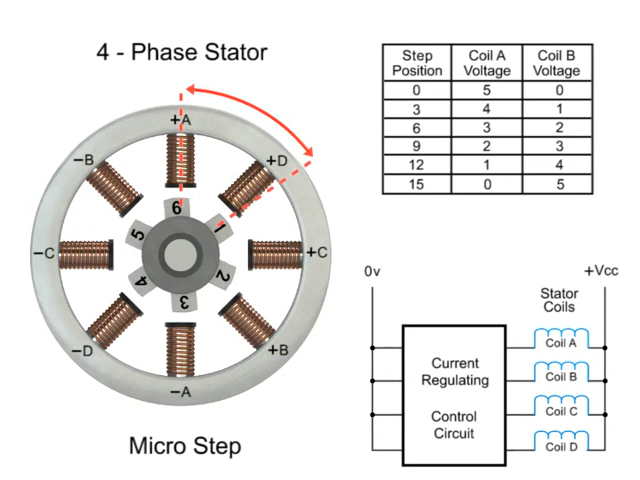 4 - Phase Stator
+A
+D
+C
+B
−A
−D
−C
−B
6
1
2
3
4
5
Micro Step
Step Position Coil A Voltage Coil B Voltage
0 5 0
3 4 1
6 3 2
9 2 3
12 1 4
15 0 5
0v
+Vcc
Stator
Coils
Current
Regulating
Control
Circuit
Coil A
Coil B
Coil C
Coil D